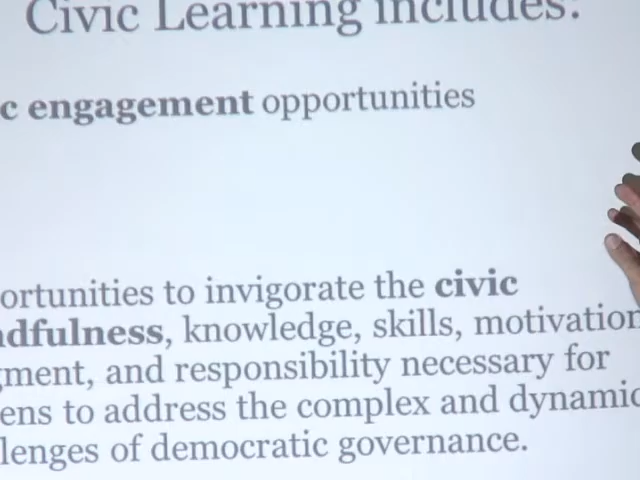 Civic Learning includes:
c engagement opportunities
ortunities to invigorate the civic
dfulness, knowledge, skills, motivation
ment, and responsibility necessary for
ens to address the complex and dynamic
lenges of democratic governance.